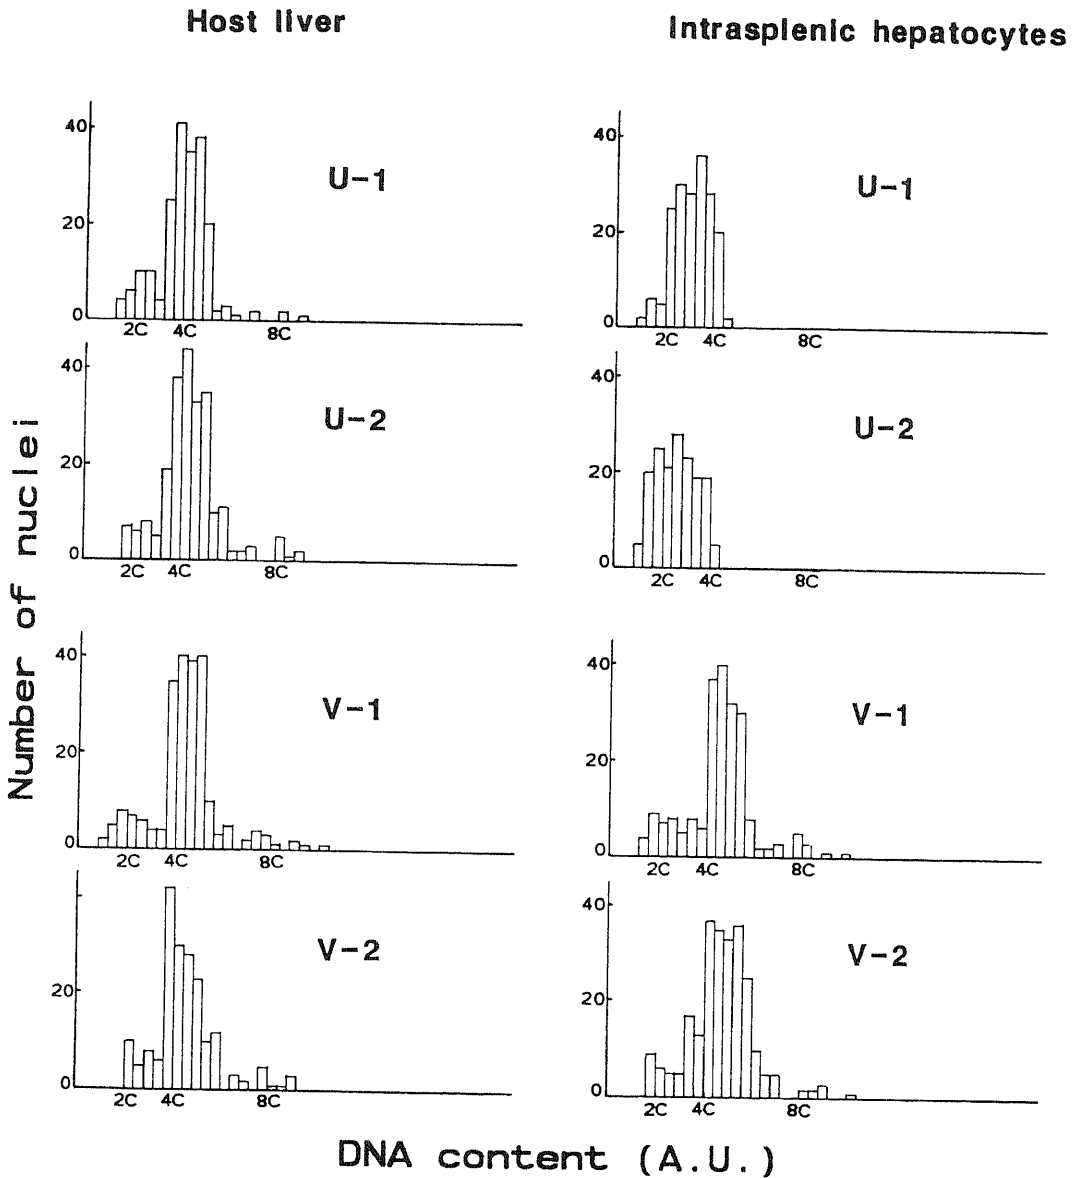 Host liver
Intrasplenic hepatocytes
Number of nuclei
40
20
0
2C 4C 8C
U-1
40
20
0
2C 4C 8C
U-1
40
20
0
2C 4C 8C
U-2
40
20
0
2C 4C 8C
U-2
40
20
0
2C 4C 8C
V-1
40
20
0
2C 4C 8C
V-1
20
0
2C 4C 8C
V-2
40
20
0
2C 4C 8C
V-2
DNA content (A.U.)